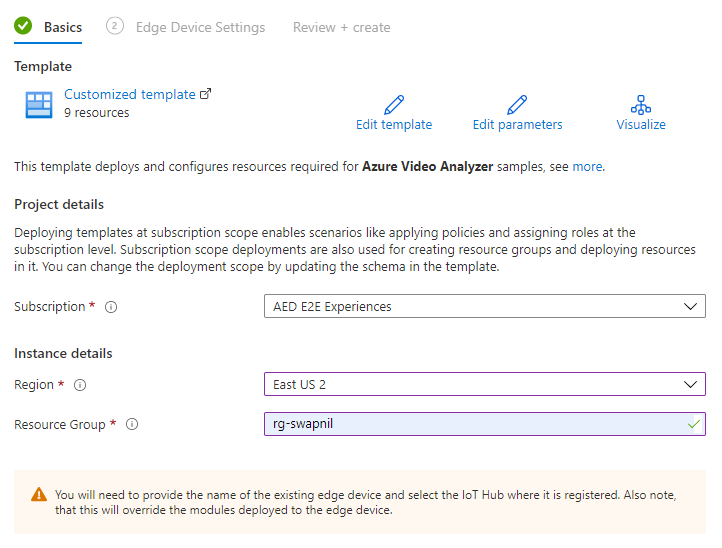 Basics 2 Edge Device Settings Review + create
Template
Customized template
9 resources
Edit template Edit parameters Visualize
This template deploys and configures resources required for Azure Video Analyzer samples, see more.
Project details
Deploying templates at subscription scope enables scenarios like applying policies and assigning roles at the
subscription level. Subscription scope deployments are also used for creating resource groups and deploying resources
in it. You can change the deployment scope by updating the schema in the template.
Subscription * AED E2E Experiences
Instance details
Region * East US 2
Resource Group * rg-swapnil
You will need to provide the name of the existing edge device and select the IoT Hub where it is registered. Also note,
that this will override the modules deployed to the edge device.